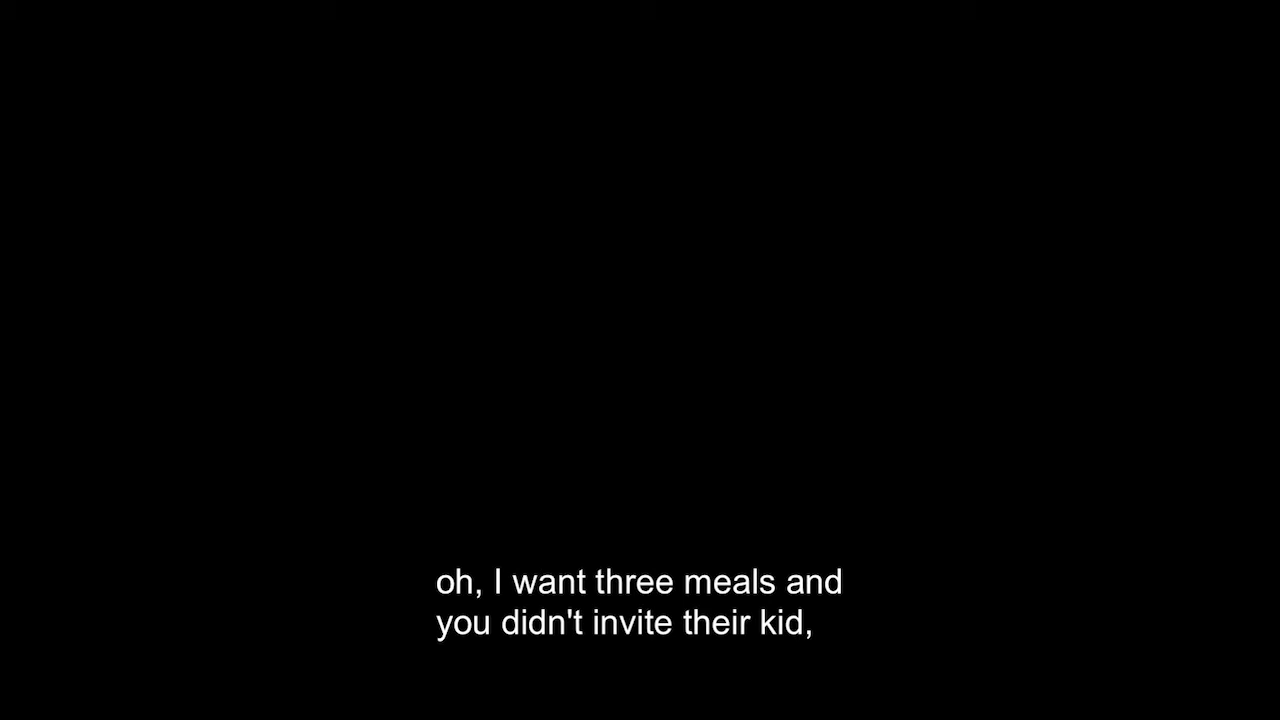 oh, I want three meals and
you didn't invite their kid,